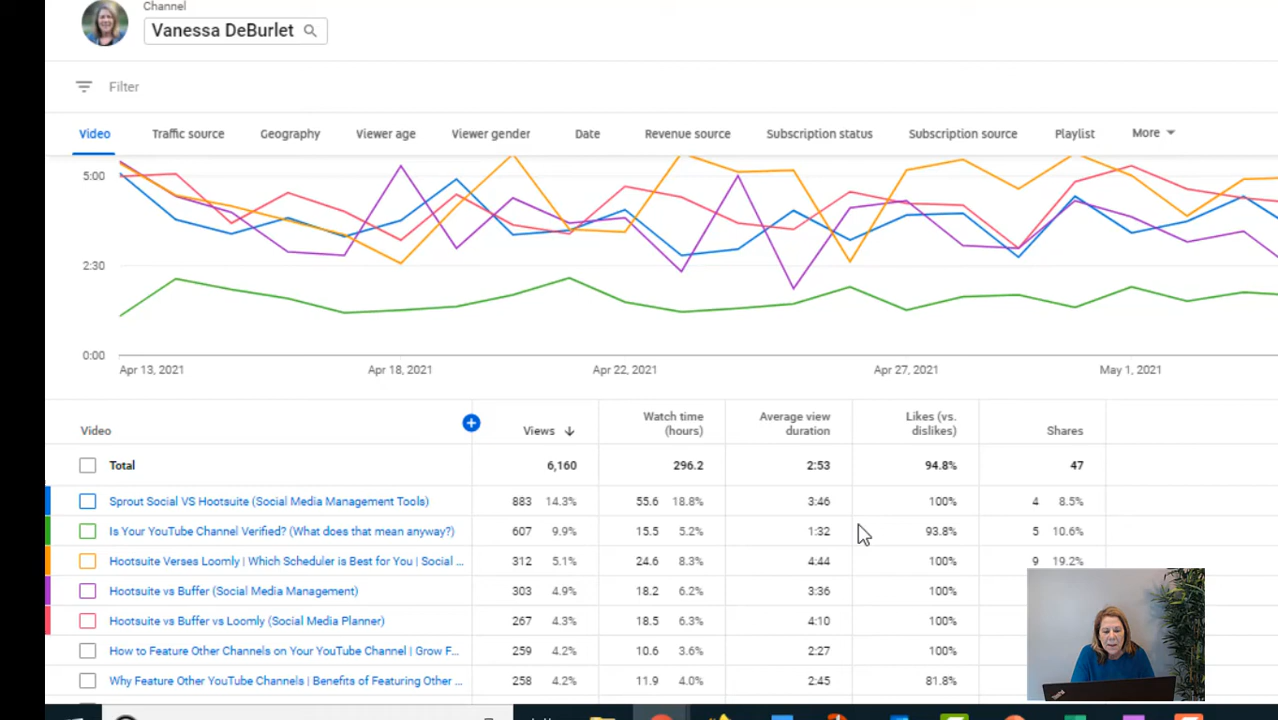 Channel
Vanessa DeBurlet
Filter
Video Traffic source Geography Viewer age Viewer gender Date Revenue source Subscription status Subscription source Playlist More
5:00
2:30
0:00
Apr 13, 2021 Apr 18, 2021 Apr 22, 2021 Apr 27, 2021 May 1, 2021
Video Views Watch time (hours) Average view duration Likes (vs. dislikes) Shares
Total 6,160 296.2 2:53 94.8% 47
Sprout Social VS Hootsuite (Social Media Management Tools) 883 14.3% 55.6 18.8% 3:46 100% 4 8.5%
Is Your YouTube Channel Verified? (What does that mean anyway?) 607 9.9% 15.5 5.2% 1:32 93.8% 5 10.6%
Hootsuite Verses Loomly | Which Scheduler is Best for You | Social ... 312 5.1% 24.6 8.3% 4:44 100% 9 19.2%
Hootsuite vs Buffer (Social Media Management) 303 4.9% 18.2 6.2% 3:36 100%
Hootsuite vs Buffer vs Loomly (Social Media Planner) 267 4.3% 18.5 6.3% 4:10 100%
How to Feature Other Channels on Your YouTube Channel | Grow F... 259 4.2% 10.6 3.6% 2:27 100%
Why Feature Other YouTube Channels | Benefits of Featuring Other ... 258 4.2% 11.9 4.0% 2:45 81.8%